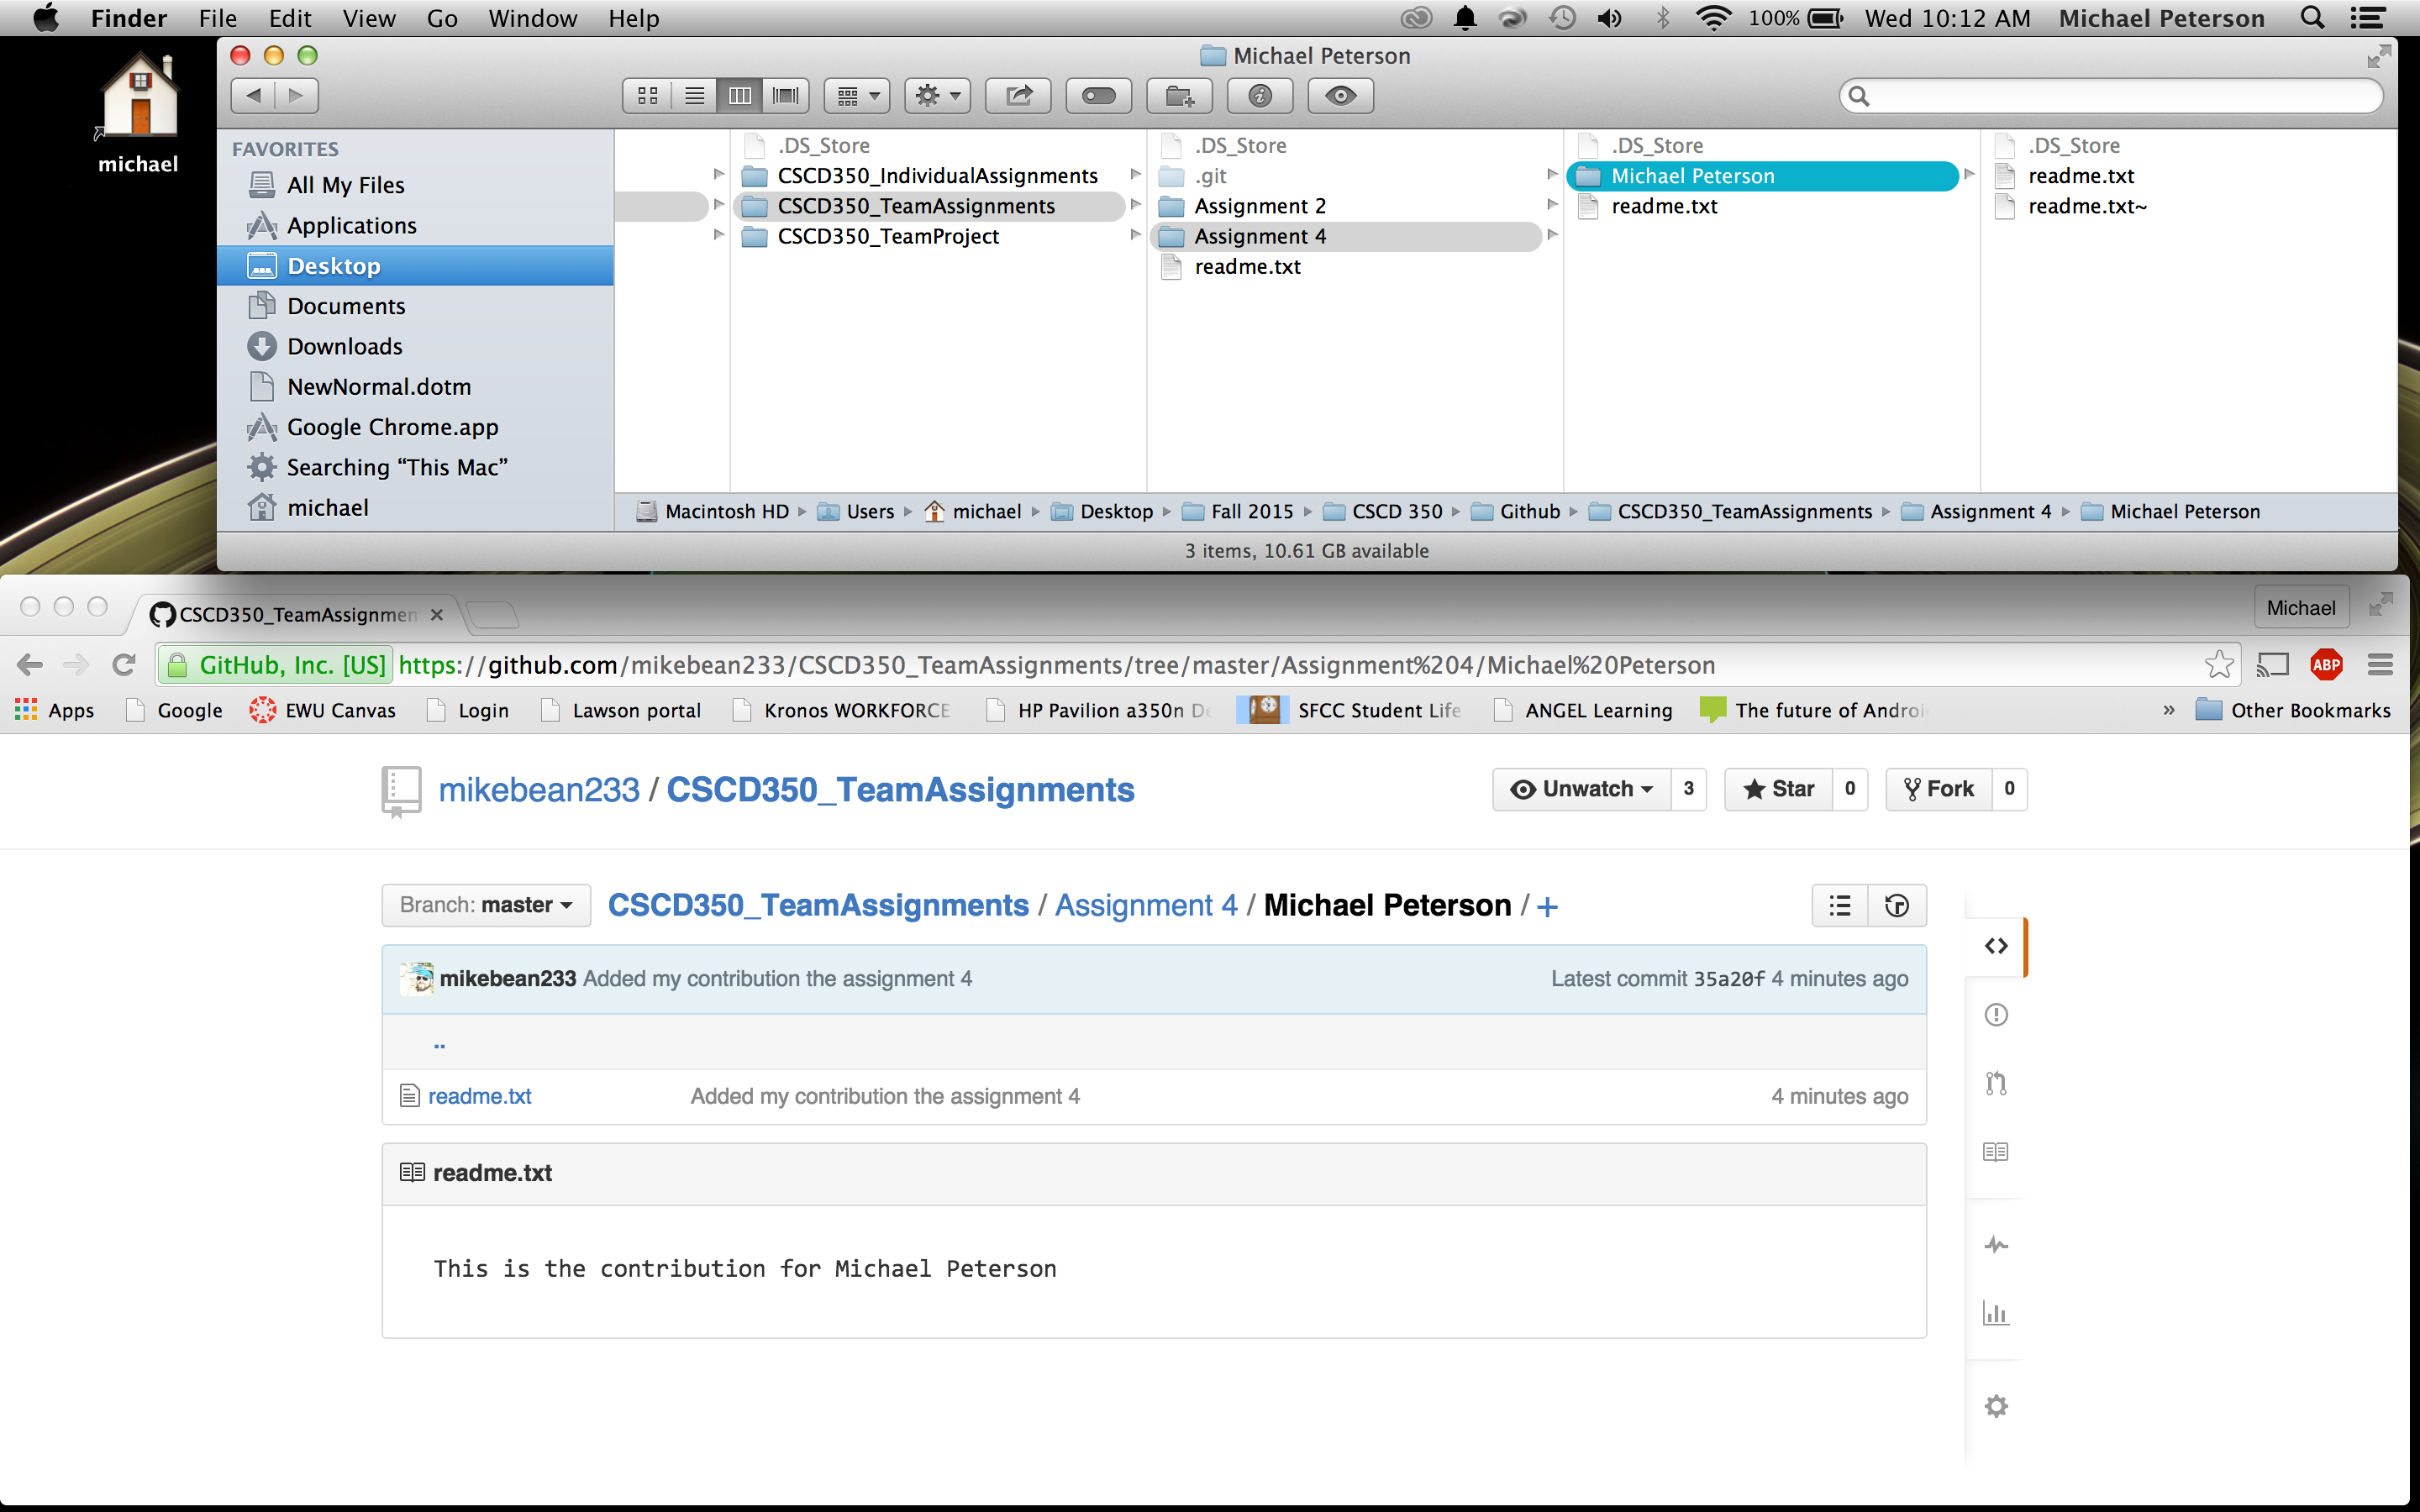 Finder File Edit View Go Window Help 100% Wed 10:12 AM Michael Peterson
michael
Michael Peterson
FAVORITES
All My Files
Applications
Desktop
Documents
Downloads
NewNormal.dotm
Google Chrome.app
Searching “This Mac”
michael
.DS_Store
CSCD350_IndividualAssignments
CSCD350_TeamAssignments
CSCD350_TeamProject
.DS_Store
.git
Assignment 2
Assignment 4
readme.txt
.DS_Store
Michael Peterson
readme.txt
.DS_Store
readme.txt
readme.txt~
Macintosh HD Users michael Desktop Fall 2015 CSCD 350 Github CSCD350_TeamAssignments Assignment 4 Michael Peterson
3 items, 10.61 GB available
CSCD350_TeamAssignmen Michael
GitHub, Inc. [US] https://github.com/mikebean233/CSCD350_TeamAssignments/tree/master/Assignment%204/Michael%20Peterson ABP
Apps Google EWU Canvas Login Lawson portal Kronos WORKFORCE HP Pavilion a350n De SFCC Student Life ANGEL Learning The future of Androi » Other Bookmarks
mikebean233 / CSCD350_TeamAssignments Unwatch 3 Star 0 Fork 0
Branch: master CSCD350_TeamAssignments / Assignment 4 / Michael Peterson / +
mikebean233 Added my contribution the assignment 4 Latest commit 35a20f 4 minutes ago
..
readme.txt Added my contribution the assignment 4 4 minutes ago
readme.txt
This is the contribution for Michael Peterson